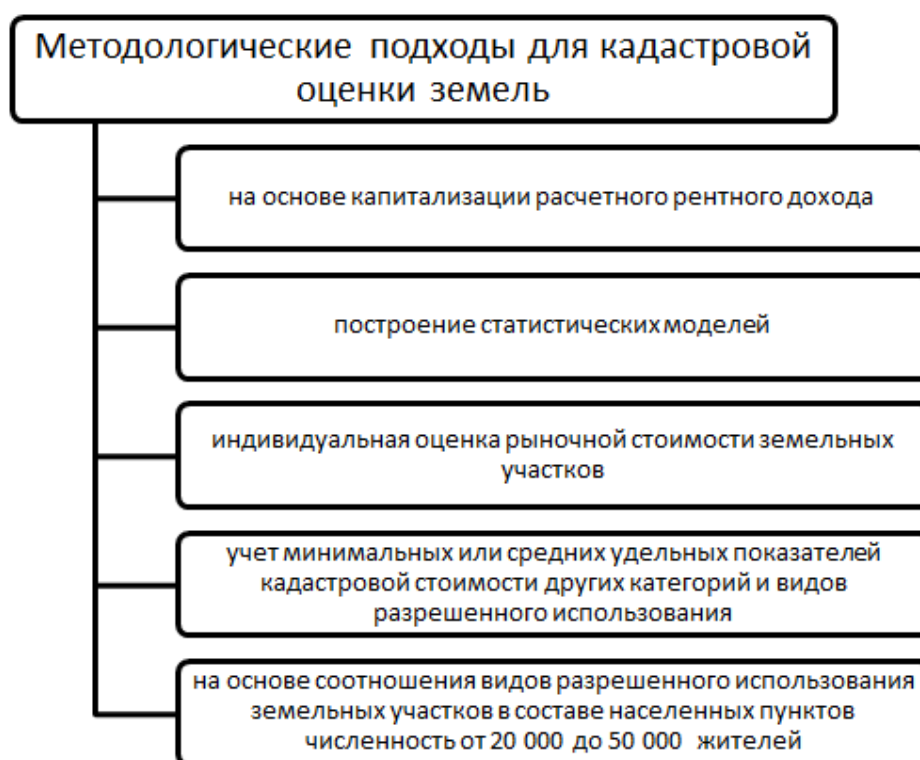 Методологические подходы для кадастровой
оценки земель
на основе капитализации расчетного рентного дохода
построение статистических моделей
индивидуальная оценка рыночной стоимости земельных
участков
учет минимальных или средних удельных показателей
кадастровой стоимости других категорий и видов
разрешенного использования
на основе соотношения видов разрешенного использования
земельных участков в составе населенных пунктов
численность от 20 000 до 50 000 жителей